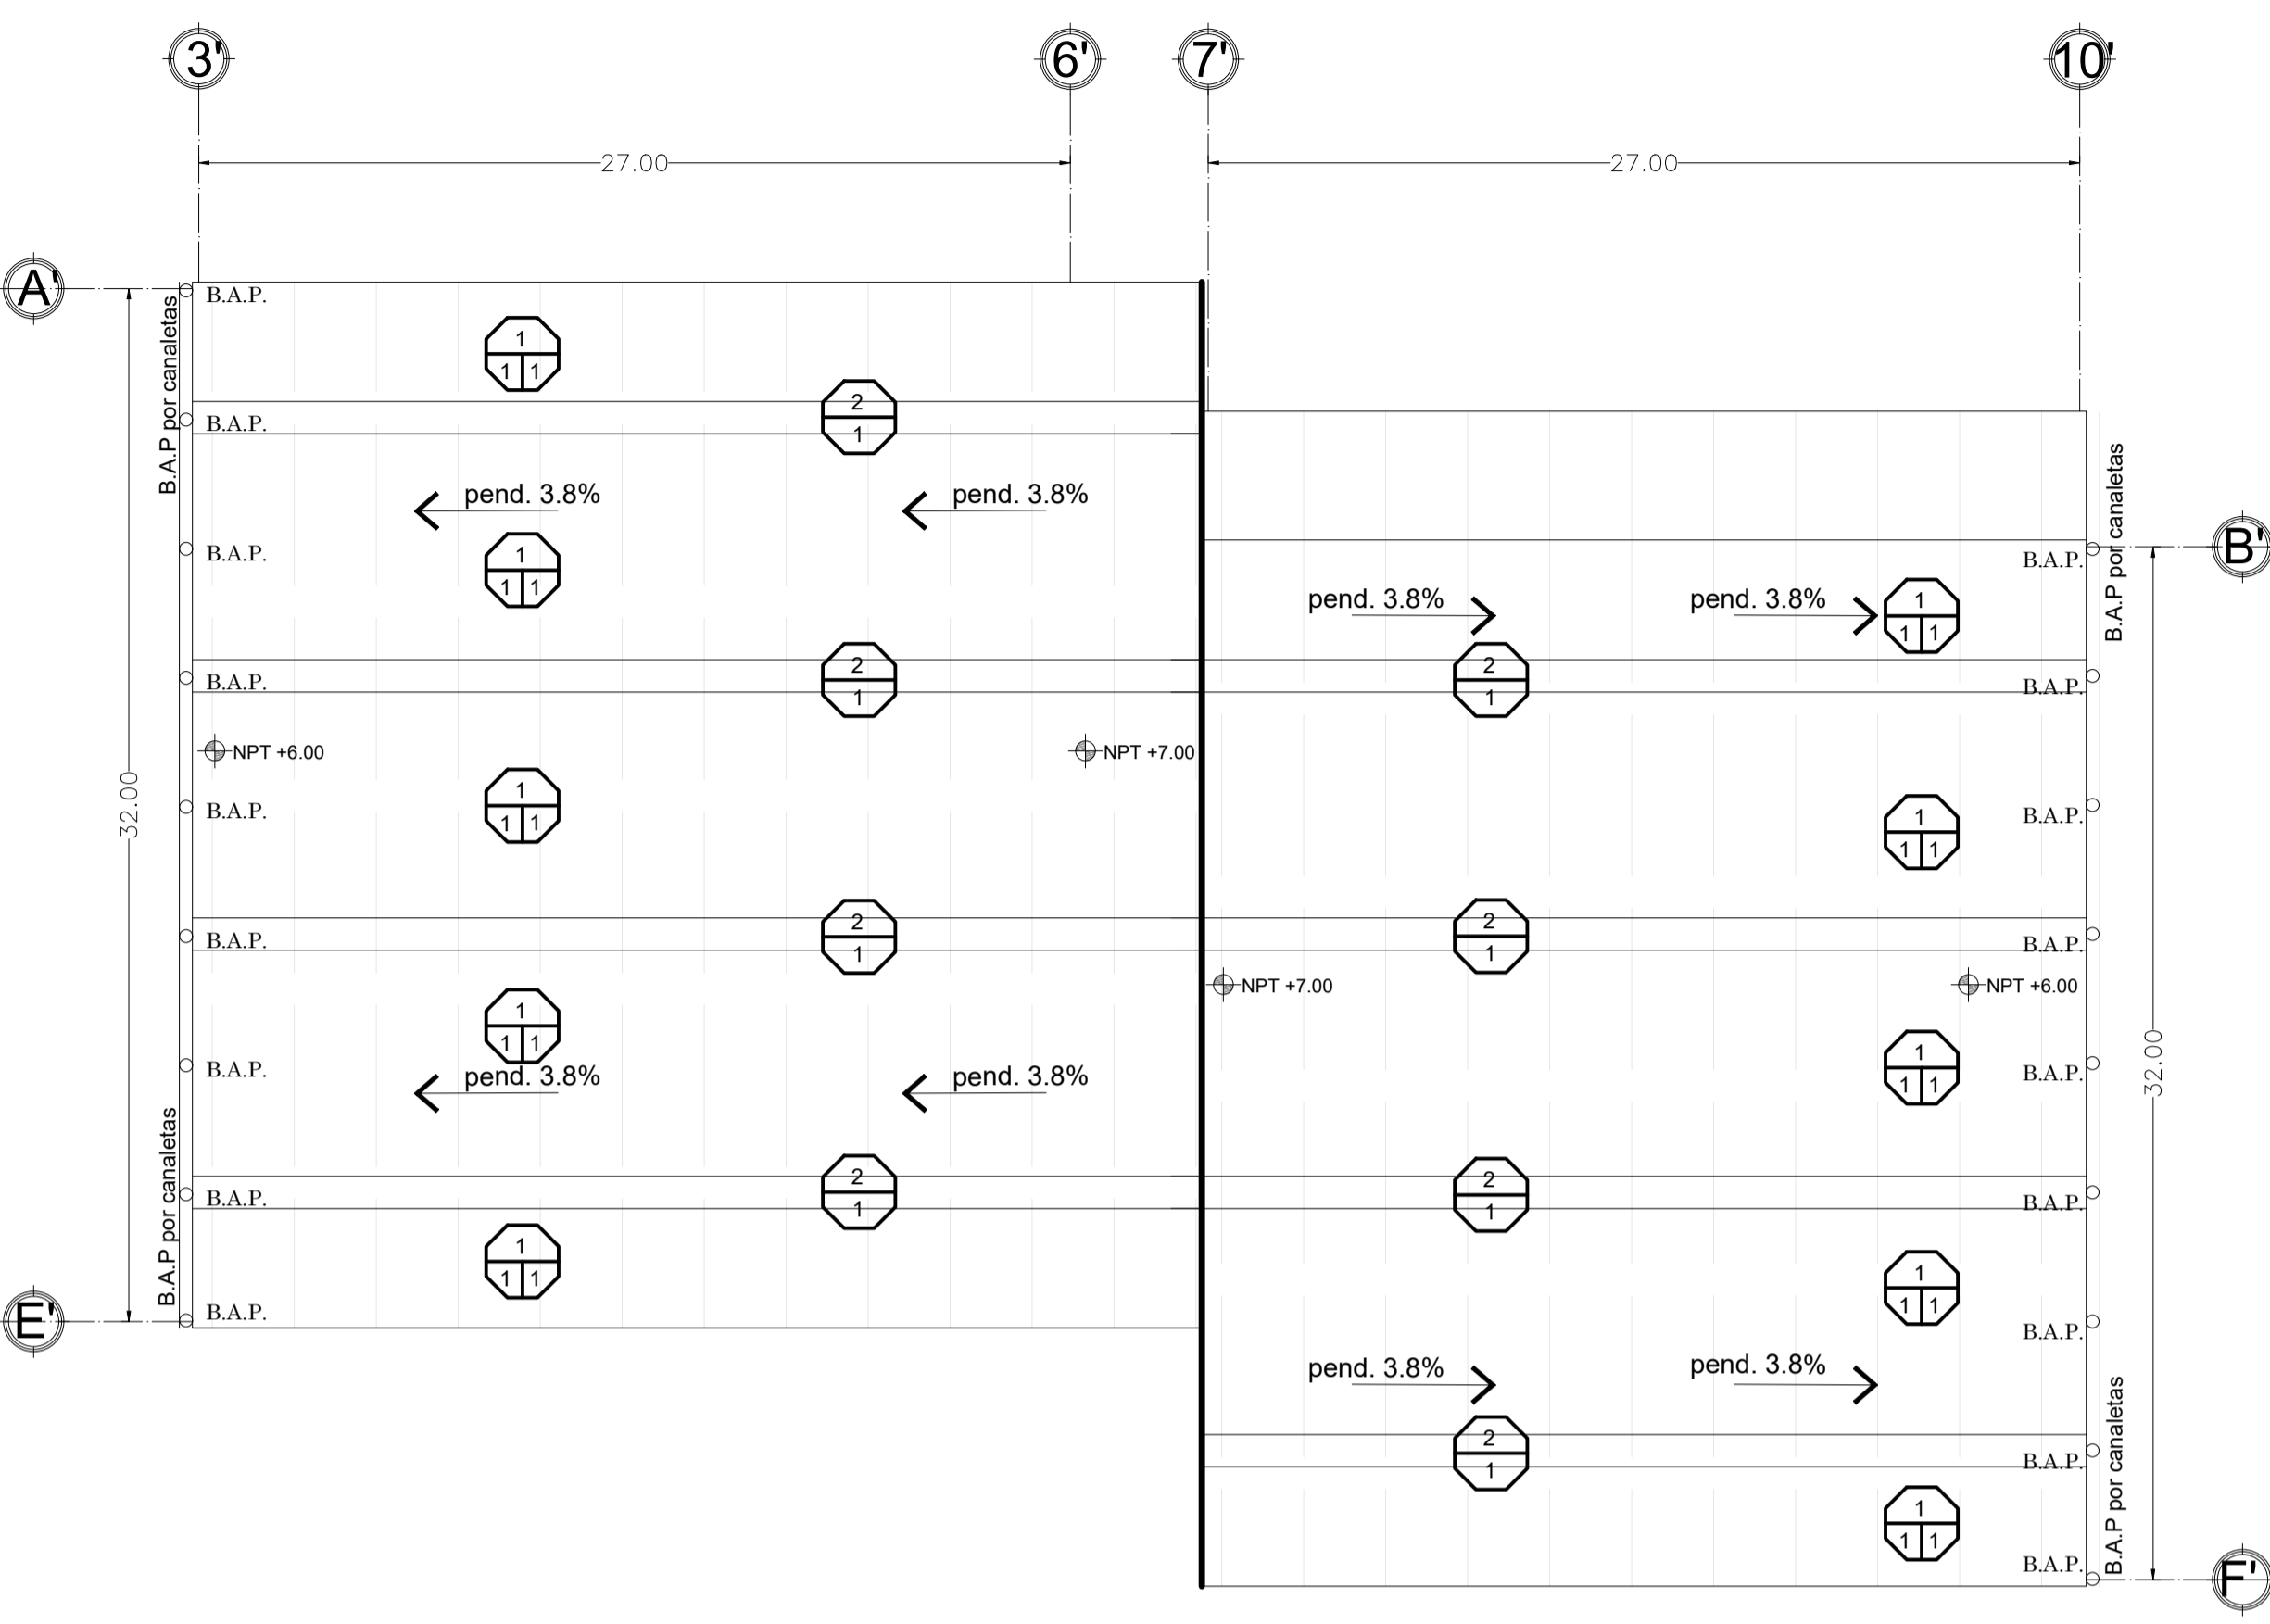 3' 6' 7' 10'
27.00 27.00
A' B.A.P.
B.A.P por canaletas
1
1 1
2
1
B.A.P.
B.A.P por canaletas
pend. 3.8% pend. 3.8%
B'
B.A.P. B.A.P.
1
1 1
pend. 3.8% pend. 3.8%
1
1 1
2 2
1 1
B.A.P. B.A.P.
NPT +6.00 NPT +7.00
32.00
1
1 1
B.A.P. B.A.P.
1
1 1
2 2
1 1
B.A.P. B.A.P.
NPT +7.00 NPT +6.00
1
1 1
32.00
B.A.P. B.A.P.
1
1 1
pend. 3.8% pend. 3.8%
B.A.P por canaletas
2 2
1 1
B.A.P. B.A.P.
1
1 1
1
1 1
E' B.A.P. B.A.P.
pend. 3.8% pend. 3.8%
B.A.P por canaletas
2
1
B.A.P.
1
1 1
B.A.P.
F'